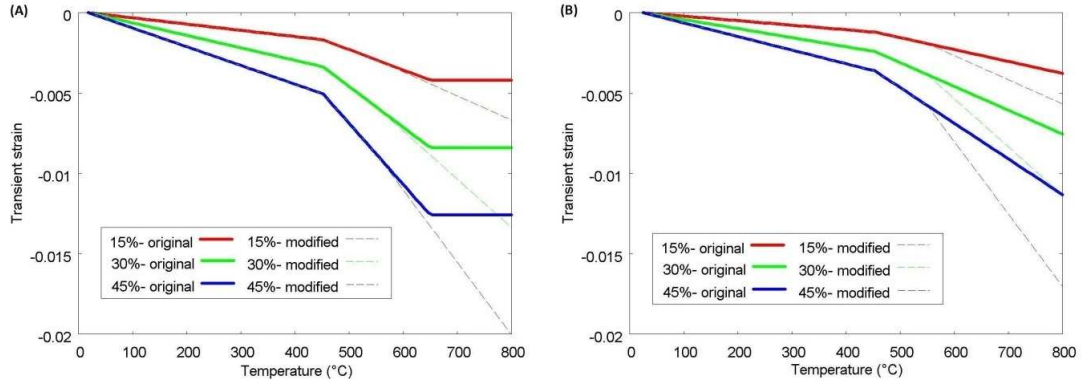 (A)
0
-0.005
-0.01
-0.015
-0.02
Transient strain
15%- original 15%- modified
30%- original 30%- modified
45%- original 45%- modified
0 100 200 300 400 500 600 700 800
Temperature (°C)
(B)
0
-0.005
-0.01
-0.015
-0.02
Transient strain
15%- original 15%- modified
30%- original 30%- modified
45%- original 45%- modified
0 100 200 300 400 500 600 700 800
Temperature (°C)